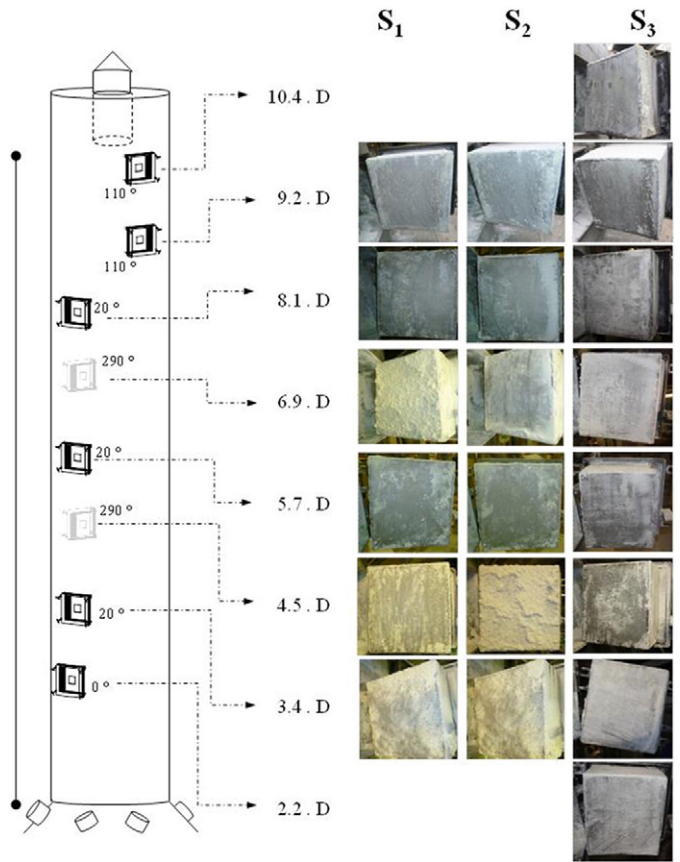 S1 S2 S3
10.4 . D
110 °
9.2 . D
110 °
8.1 . D
20 °
290 °
6.9 . D
20 °
5.7 . D
290 °
4.5 . D
20 °
3.4 . D
0 °
2.2 . D